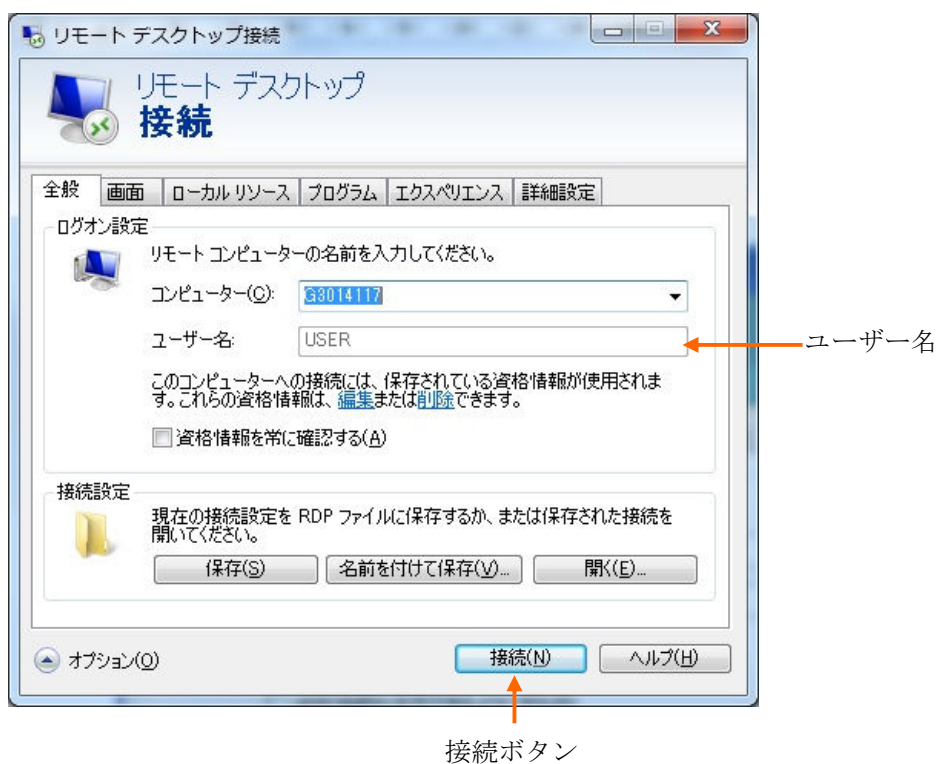 リモート デスクトップ接続
リモート デスクトップ
接続
全般 画面 ローカル リソース プログラム エクスペリエンス 詳細設定
ログオン設定
リモート コンピューターの名前を入力してください。
コンピューター(C): G3014117
ユーザー名: USER
ユーザー名
このコンピューターへの接続には、保存されている資格情報が使用されま
す。これらの資格情報は、編集または削除できます。
資格情報を常に確認する(A)
接続設定
現在の接続設定を RDP ファイルに保存するか、または保存された接続を
開いてください。
保存(S) 名前を付けて保存(V)... 開く(E)...
オプション(O) 接続(N) ヘルプ(H)
接続ボタン